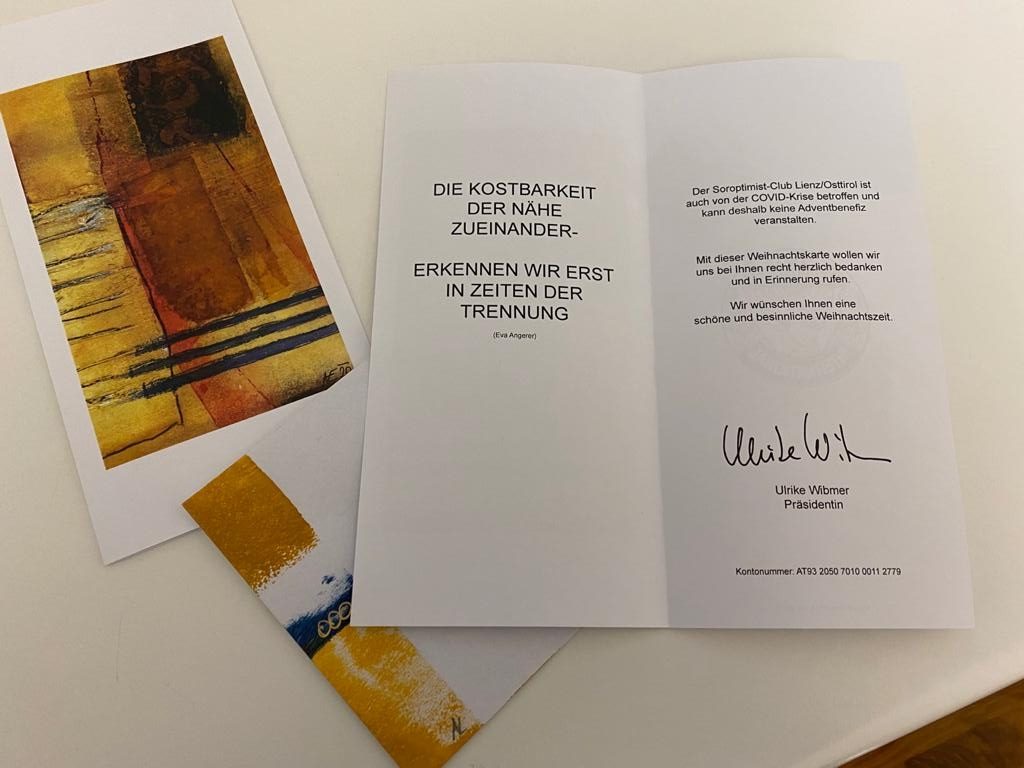 DIE KOSTBARKEIT
DER NÄHE
ZUEINANDER-
ERKENNEN WIR ERST
IN ZEITEN DER
TRENNUNG
(Eva Angerer)
Der Soroptimist-Club Lienz/Osttirol ist
auch von der COVID-Krise betroffen und
kann deshalb keine Adventbenefiz
veranstalten.
Mit dieser Weihnachtskarte wollen wir
uns bei Ihnen recht herzlich bedanken
und in Erinnerung rufen.
Wir wünschen Ihnen eine
schöne und besinnliche Weihnachtszeit.
Ulrike Wibmer
Präsidentin
Kontonummer: AT93 2050 7010 0011 2779